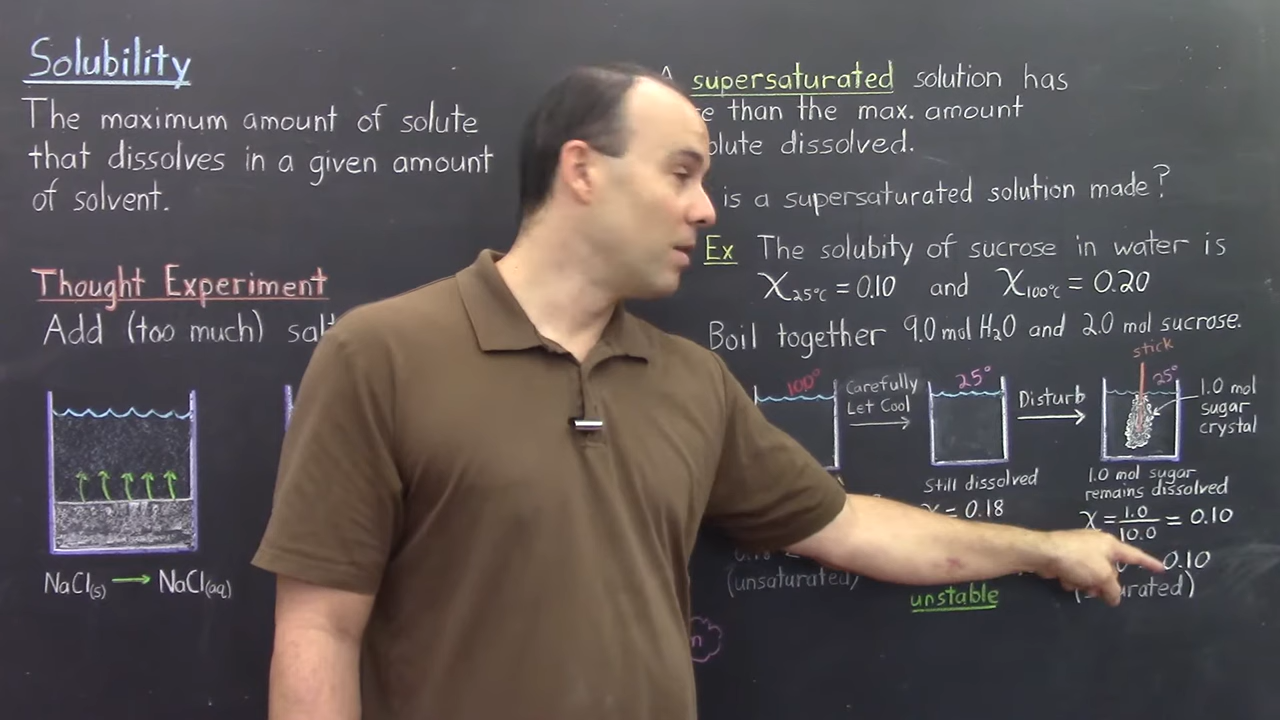 Solubility
The maximum amount of solute
that dissolves in a given amount
of solvent.
Thought Experiment
Add (too much)
NaCl(s) → NaCl(aq)
supersaturated solution has
than the max. amount
dissolved.
is a supersaturated solution made?
Ex The solubity of sucrose in water is
χ25°C = 0.10 and χ100°C = 0.20
Boil together 9.0 mol H2O and 2.0 mol sucrose.
100°
Carefully
Let Cool
25°
Disturb
stick
25°
1.0 mol
sugar
crystal
Still dissolved
χ = 0.18
(unsaturated)
unstable
1.0 mol sugar
remains dissolved
χ = 1.0/10.0 = 0.10
0.10